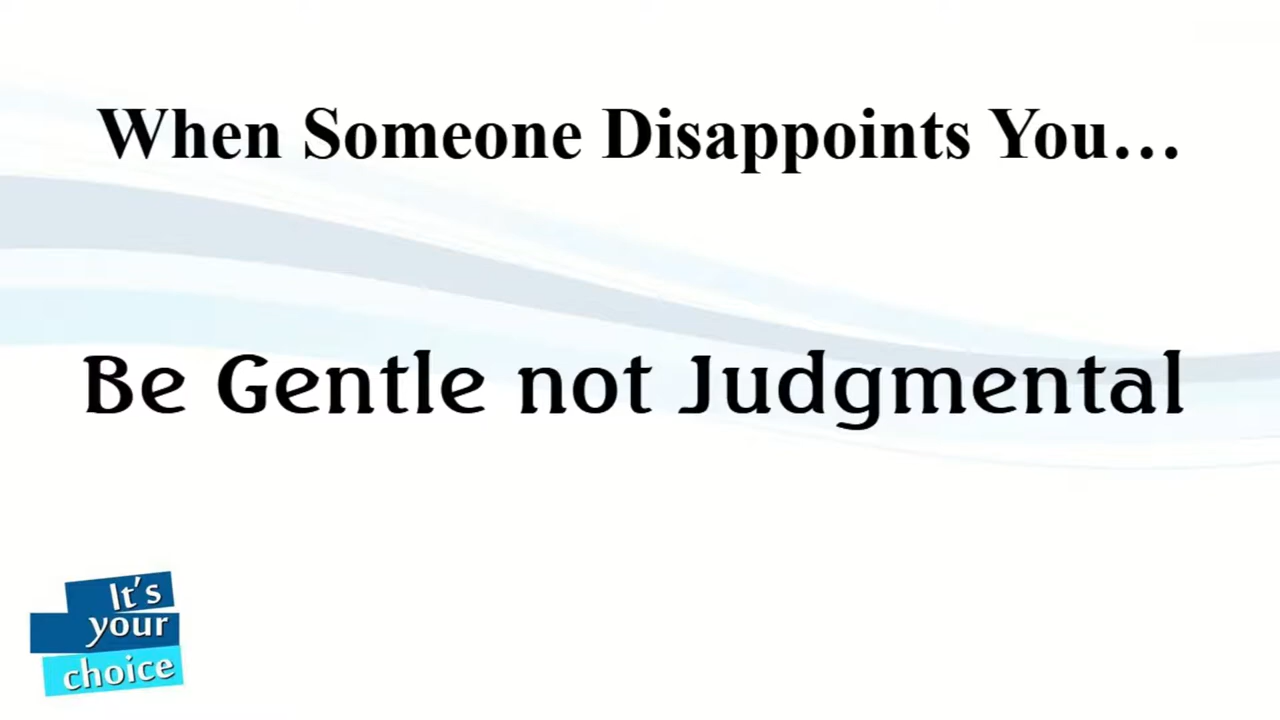 When Someone Disappoints You…
Be Gentle not Judgmental
It's
your
choice